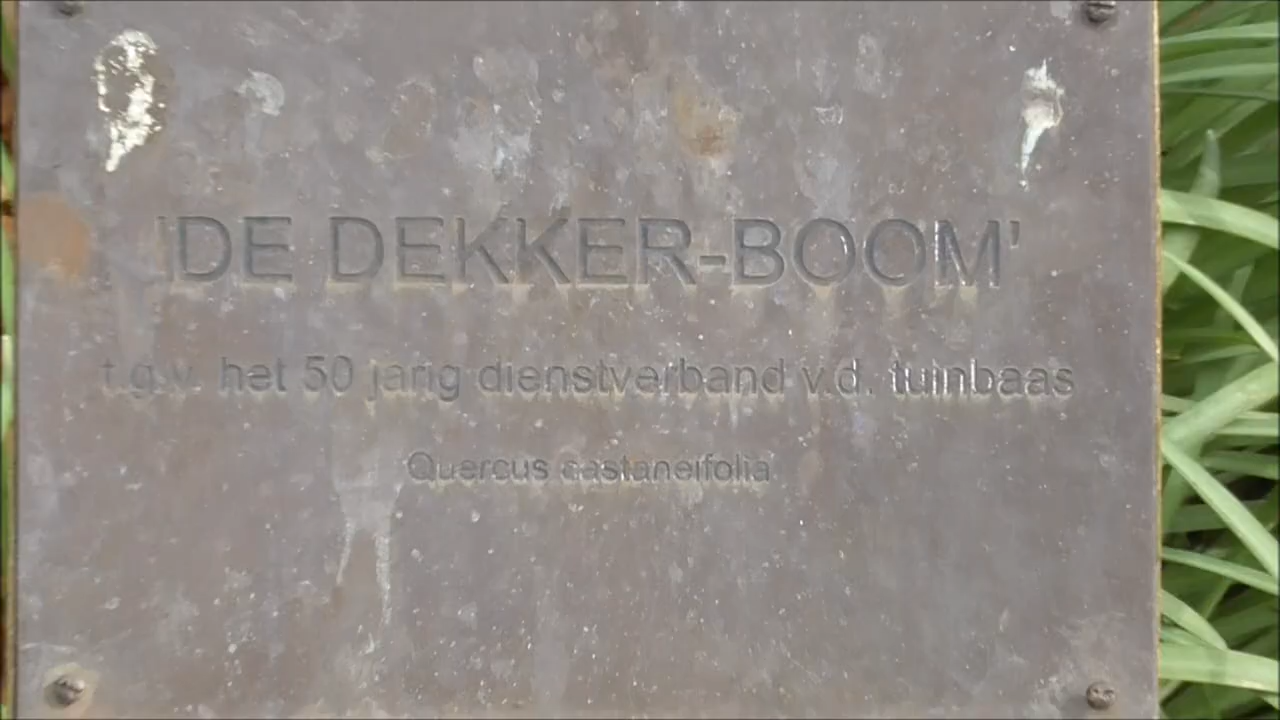 'DE DEKKER-BOOM'
t.g.v. het 50 jarig dienstverband v.d. tuinbaas
Quercus castaneifolia